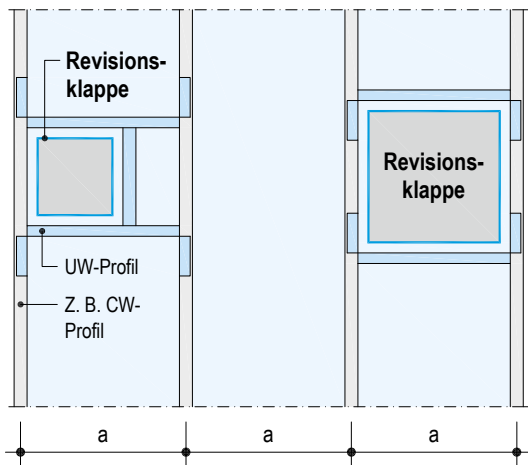 Revisions-
klappe
Revisions-
klappe
UW-Profil
Z. B. CW-
Profil
a
a
a